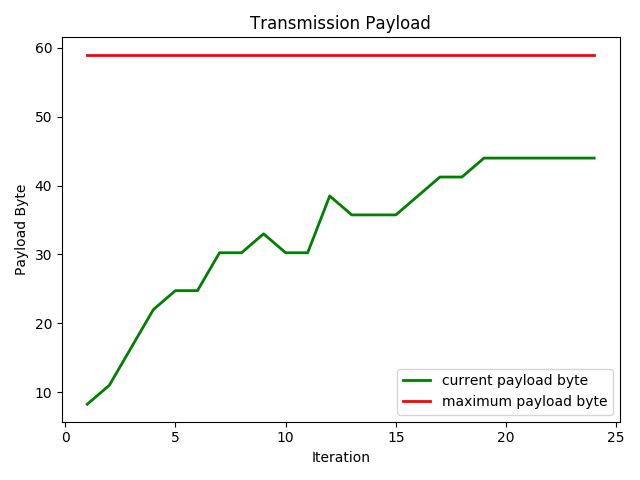 Transmission Payload
60
50
40
30
20
10
Payload Byte
current payload byte
maximum payload byte
0
5
10
15
20
25
Iteration